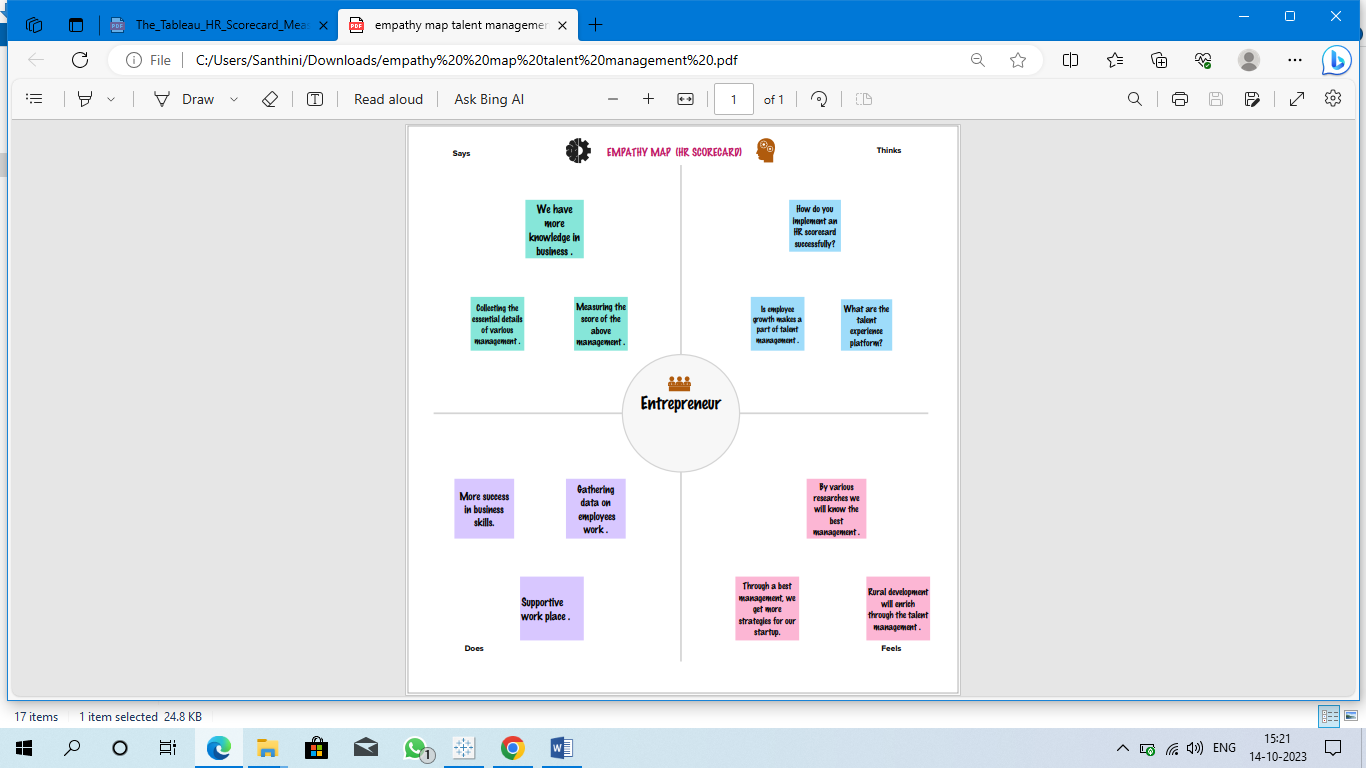 The_Tableau_HR_Scorecard_Meas
empathy map talent managemen
File
C:/Users/Santhini/Downloads/empathy%20%20map%20talent%20management%20.pdf
Draw
Read aloud
Ask Bing AI
1
of 1
Says
EMPATHY MAP (HR SCORECARD)
Thinks
We have
more
knowledge in
business .
How do you
implement an
HR scorecard
successfully?
Collecting the
essential details
of various
management .
Measuring the
score of the
above
management .
Is employee
growth makes a
part of talent
management .
What are the
talent
experience
platform?
Entrepreneur
More success
in business
skills.
Gathering
data on
employees
work .
By various
researches we
will know the
best
management .
Supportive
work place .
Through a best
management, we
get more
strategies for our
startup.
Rural development
will enrich
through the talent
management .
Does
Feels
17 items
1 item selected 24.8 KB
1
ENG
15:21
14-10-2023